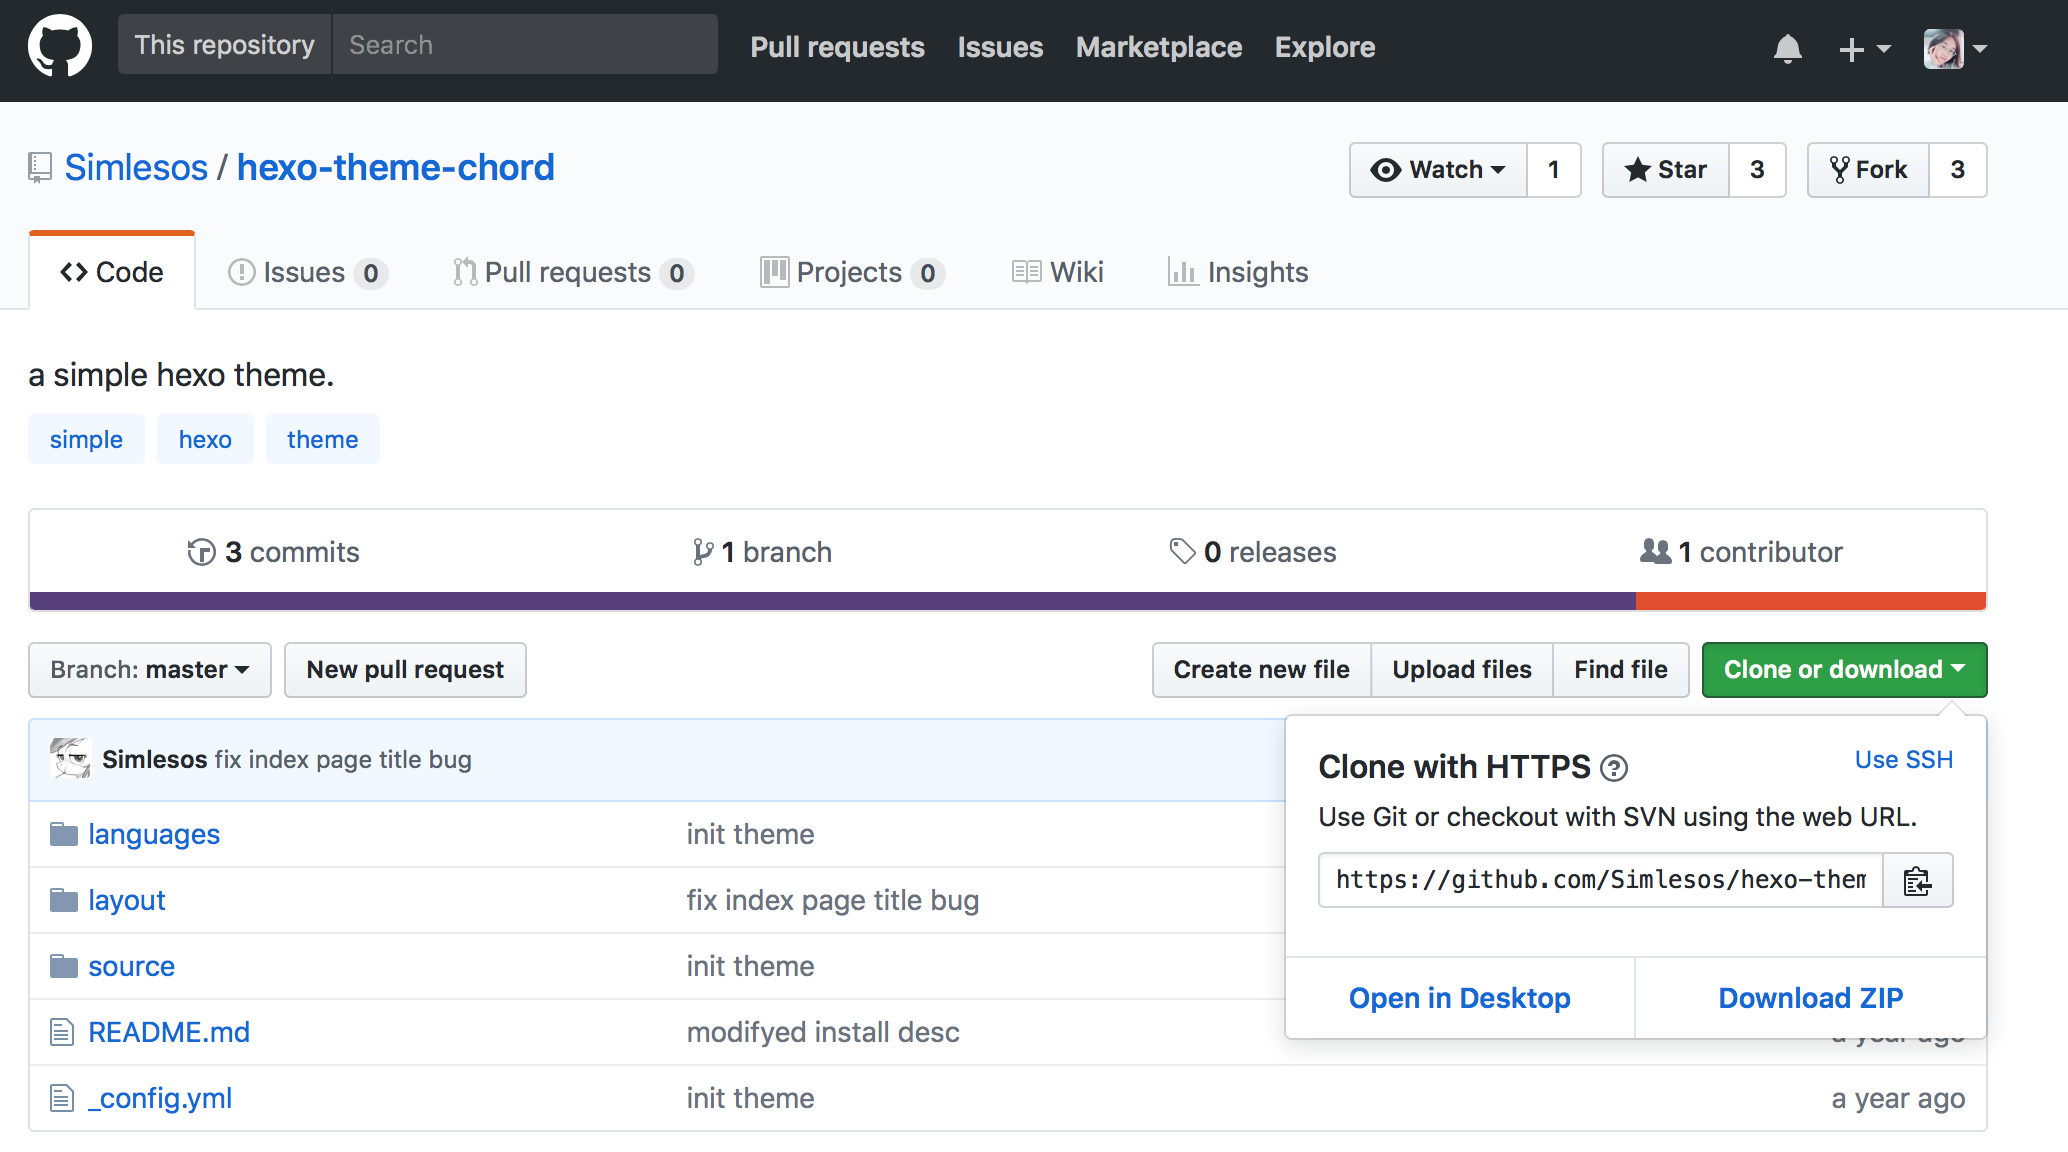 This repository Search Pull requests Issues Marketplace Explore
Simlesos / hexo-theme-chord Watch 1 Star 3 Fork 3
Code Issues 0 Pull requests 0 Projects 0 Wiki Insights
a simple hexo theme.
simple hexo theme
3 commits 1 branch 0 releases 1 contributor
Branch: master New pull request Create new file Upload files Find file Clone or download
Simlesos fix index page title bug
languages init theme
layout fix index page title bug
source init theme
README.md modifyed install desc a year ago
_config.yml init theme a year ago
Clone with HTTPS ? Use SSH
Use Git or checkout with SVN using the web URL.
https://github.com/Simlesos/hexo-them
Open in Desktop Download ZIP